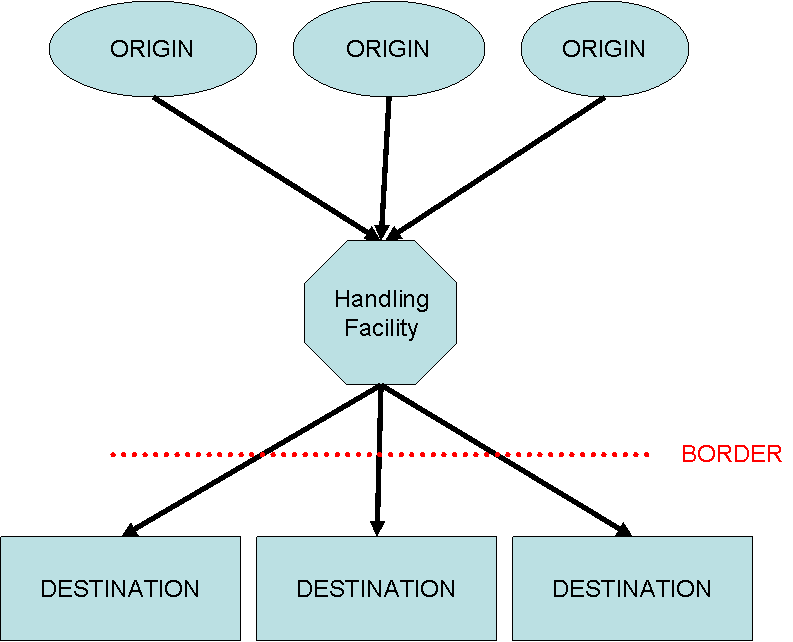 ORIGIN
ORIGIN
ORIGIN
Handling
Facility
BORDER
DESTINATION
DESTINATION
DESTINATION